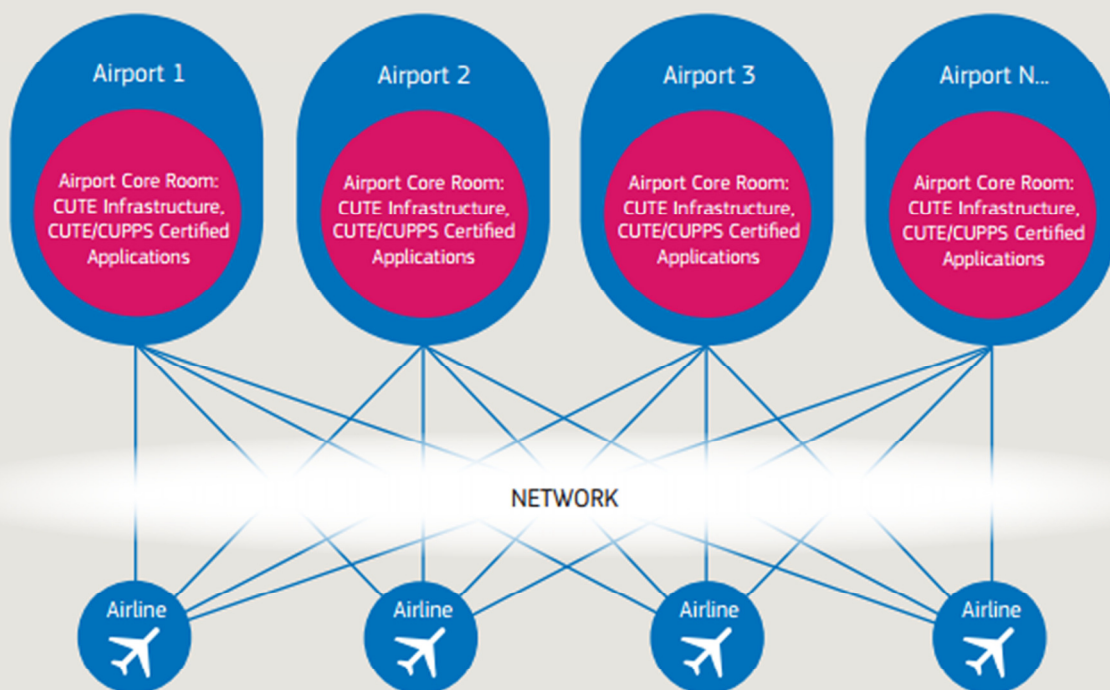 Airport 1
Airport 2
Airport 3
Airport N...
Airport Core Room:
CUTE Infrastructure,
CUTE/CUPPS Certified
Applications
Airport Core Room:
CUTE Infrastructure,
CUTE/CUPPS Certified
Applications
Airport Core Room:
CUTE Infrastructure,
CUTE/CUPPS Certified
Applications
Airport Core Room:
CUTE Infrastructure,
CUTE/CUPPS Certified
Applications
NETWORK
Airline
Airline
Airline
Airline